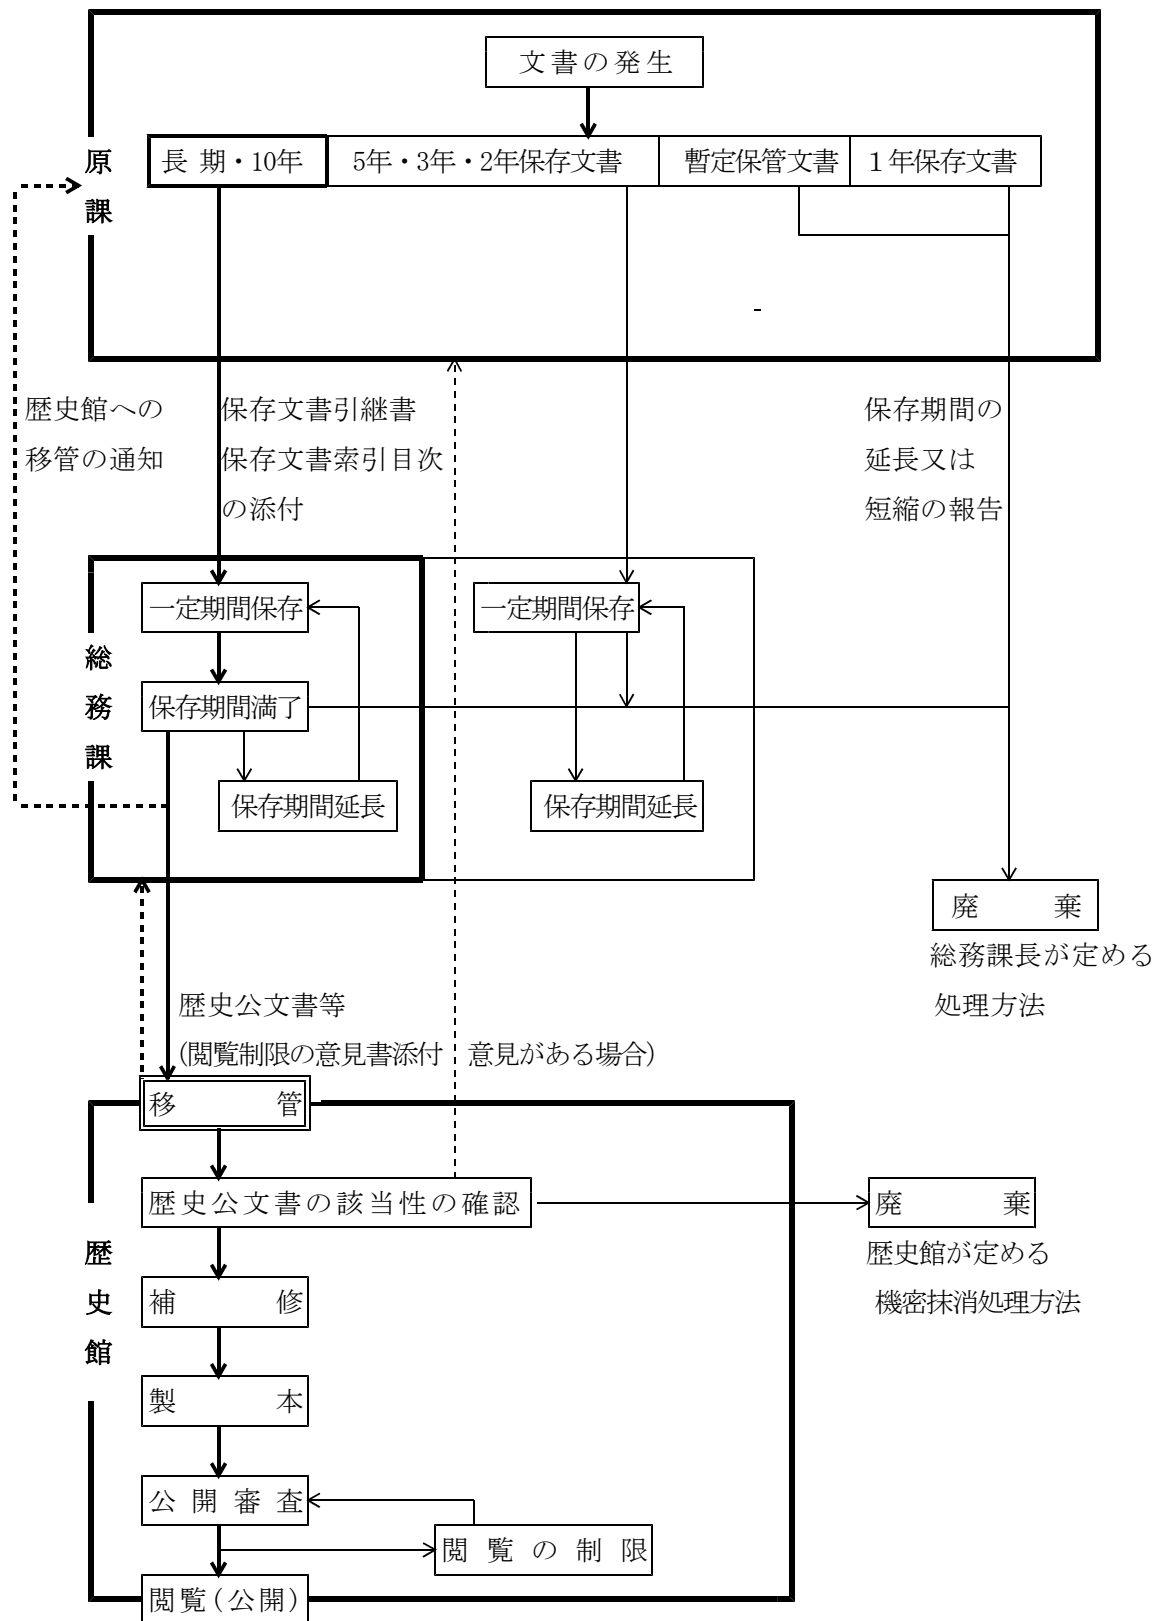 文書の発生
原課
長期・10年
5年・3年・2年保存文書
暫定保管文書
1年保存文書
歴史館への
移管の通知
保存文書引継書
保存文書索引目次
の添付
保存期間の
延長又は
短縮の報告
総務課
一定期間保存
一定期間保存
保存期間満了
保存期間延長
保存期間延長
廃棄
総務課長が定める
処理方法
歴史公文書等
(閲覧制限の意見書添付 意見がある場合)
移管
歴史館
歴史公文書の該当性の確認
廃棄
歴史館が定める
機密抹消処理方法
補修
製本
公開審査
閲覧の制限
閲覧(公開)